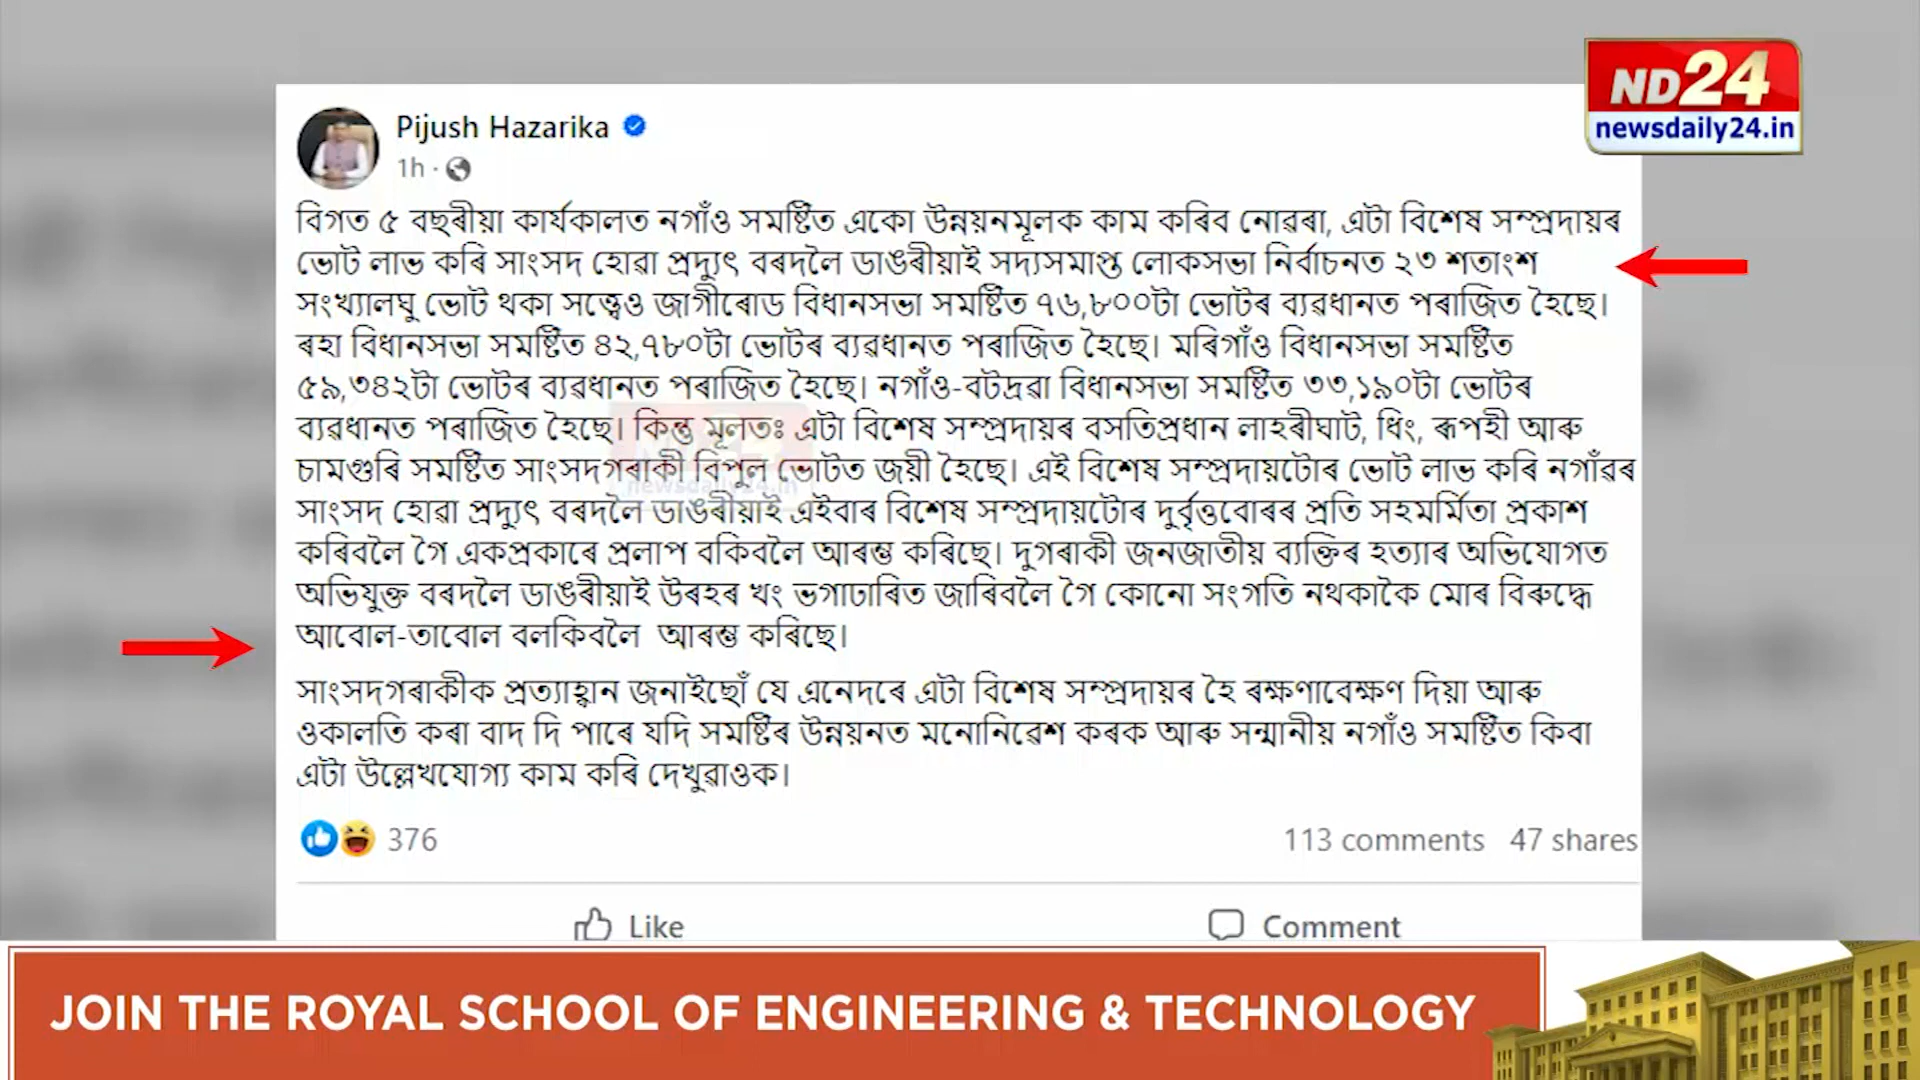 ND24
newsdaily24.in
Pijush Hazarika
1h ·
বিগত ৫ বছৰীয়া কাৰ্যকালত নগাঁও সমষ্টিত একো উন্নয়নমূলক কাম কৰিব নোৱৰা, এটা বিশেষ সম্প্ৰদায়ৰ
ভোট লাভ কৰি সাংসদ হোৱা প্ৰদ্যুৎ বৰদলৈ ডাঙৰীয়াই সদ্যসমাপ্ত লোকসভা নিৰ্বাচনত ২৩ শতাংশ
সংখ্যালঘু ভোট থকা সত্ত্বেও জাগীৰোড বিধানসভা সমষ্টিত ৭৬,৮০০টা ভোটৰ ব্যৱধানত পৰাজিত হৈছে।
ৰহা বিধানসভা সমষ্টিত ৪২,৭৮০টা ভোটৰ ব্যৱধানত পৰাজিত হৈছে। মৰিগাঁও বিধানসভা সমষ্টিত
৫৯,৩৪২টা ভোটৰ ব্যৱধানত পৰাজিত হৈছে। নগাঁও-বটদ্ৰৱা বিধানসভা সমষ্টিত ৩৩,১৯০টা ভোটৰ
ব্যৱধানত পৰাজিত হৈছে। কিন্তু মূলতঃ এটা বিশেষ সম্প্ৰদায়ৰ বসতিপ্ৰধান লাহৰীঘাট, ধিং, ৰূপহী আৰু
চামগুৰি সমষ্টিত সাংসদগৰাকী বিপুল ভোটত জয়ী হৈছে। এই বিশেষ সম্প্ৰদায়টোৰ ভোট লাভ কৰি নগাঁৱৰ
সাংসদ হোৱা প্ৰদ্যুৎ বৰদলৈ ডাঙৰীয়াই এইবাৰ বিশেষ সম্প্ৰদায়টোৰ দুৰ্বৃত্তবোৰৰ প্ৰতি সহমৰ্মিতা প্ৰকাশ
কৰিবলৈ গৈ একপ্ৰকাৰে প্ৰলাপ বকিবলৈ আৰম্ভ কৰিছে। দুগৰাকী জনজাতীয় ব্যক্তিৰ হত্যাৰ অভিযোগত
অভিযুক্ত বৰদলৈ ডাঙৰীয়াই উৰহৰ খং ভগাঢাৰিত জাৰিবলৈ গৈ কোনো সংগতি নথকাকৈ মোৰ বিৰুদ্ধে
আবোল-তাবোল বলকিবলৈ আৰম্ভ কৰিছে।
সাংসদগৰাকীক প্ৰত্যাহ্বান জনাইছোঁ যে এনেদৰে এটা বিশেষ সম্প্ৰদায়ৰ হৈ ৰক্ষণাবেক্ষণ দিয়া আৰু
ওকালতি কৰা বাদ দি পাৰে যদি সমষ্টিৰ উন্নয়নত মনোনিৱেশ কৰক আৰু সন্মানীয় নগাঁও সমষ্টিত কিবা
এটা উল্লেখযোগ্য কাম কৰি দেখুৱাওক।
376
113 comments 47 shares
Like
Comment
JOIN THE ROYAL SCHOOL OF ENGINEERING & TECHNOLOGY